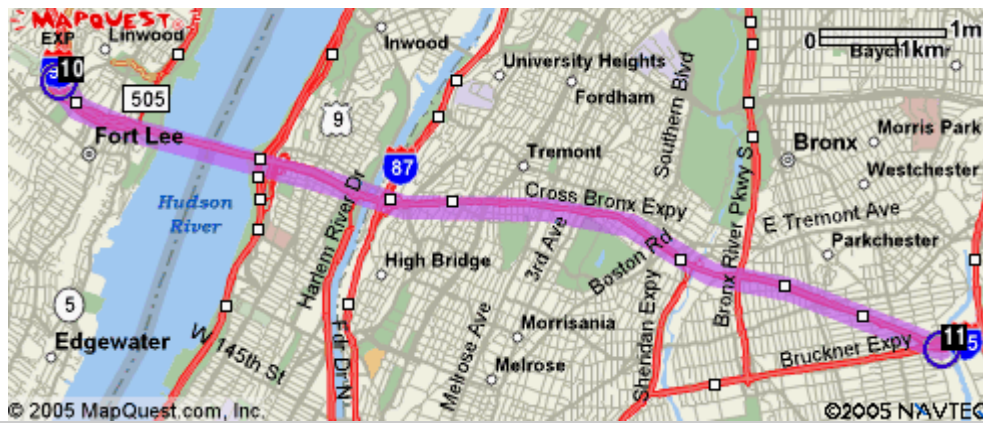 MAPQUEST®
EXP
Linwood
10
505
Fort Lee
Hudson
River
5
Edgewater
Inwood
9
87
University Heights
Fordham
Tremont
Cross Bronx Expy
Harlem River Dr
High Bridge
3rd Ave
Boston Rd
Southern Blvd
Bronx River Pkwy S
Bronx
Morris Park
Westchester
E Tremont Ave
Parkchester
W 145th St
Fdr Dr N
Melrose Ave
Morrisania
Melrose
Sheridan Expy
Bruckner Expy
11
5
0
1m
1km
© 2005 MapQuest.com, Inc.
©2005 NAVTEQ